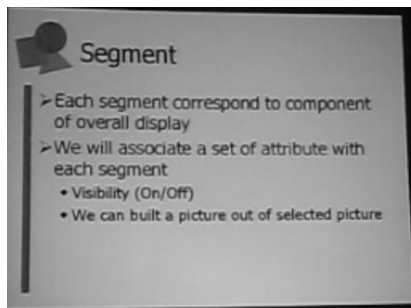 Segment
➢Each segment correspond to component
of overall display
➢We will associate a set of attribute with
each segment
• Visibility (On/Off)
• We can built a picture out of selected picture